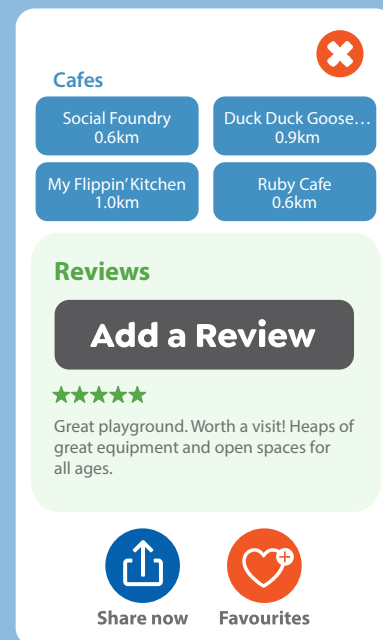 Cafes
Social Foundry
0.6km
Duck Duck Goose…
0.9km
My Flippin' Kitchen
1.0km
Ruby Cafe
0.6km
Reviews
Add a Review
Great playground. Worth a visit! Heaps of
great equipment and open spaces for
all ages.
Share now
Favourites